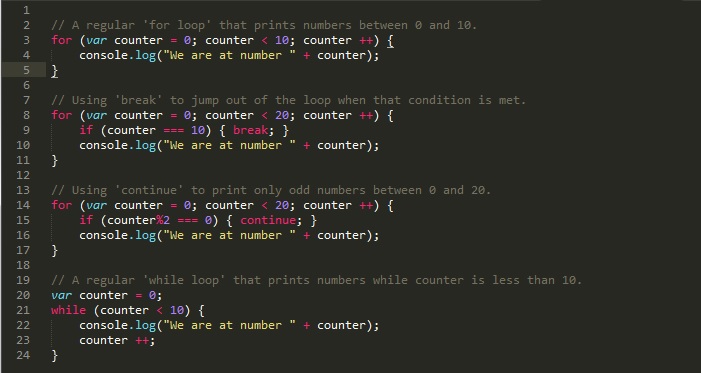 1
2 // A regular 'for loop' that prints numbers between 0 and 10.
3 for (var counter = 0; counter < 10; counter ++) {
4     console.log("We are at number " + counter);
5 }
6
7 // Using 'break' to jump out of the loop when that condition is met.
8 for (var counter = 0; counter < 20; counter ++) {
9     if (counter === 10) { break; }
10     console.log("We are at number " + counter);
11 }
12
13 // Using 'continue' to print only odd numbers between 0 and 20.
14 for (var counter = 0; counter < 20; counter ++) {
15     if (counter%2 === 0) { continue; }
16     console.log("We are at number " + counter);
17 }
18
19 // A regular 'while loop' that prints numbers while counter is less than 10.
20 var counter = 0;
21 while (counter < 10) {
22     console.log("We are at number " + counter);
23     counter ++;
24 }